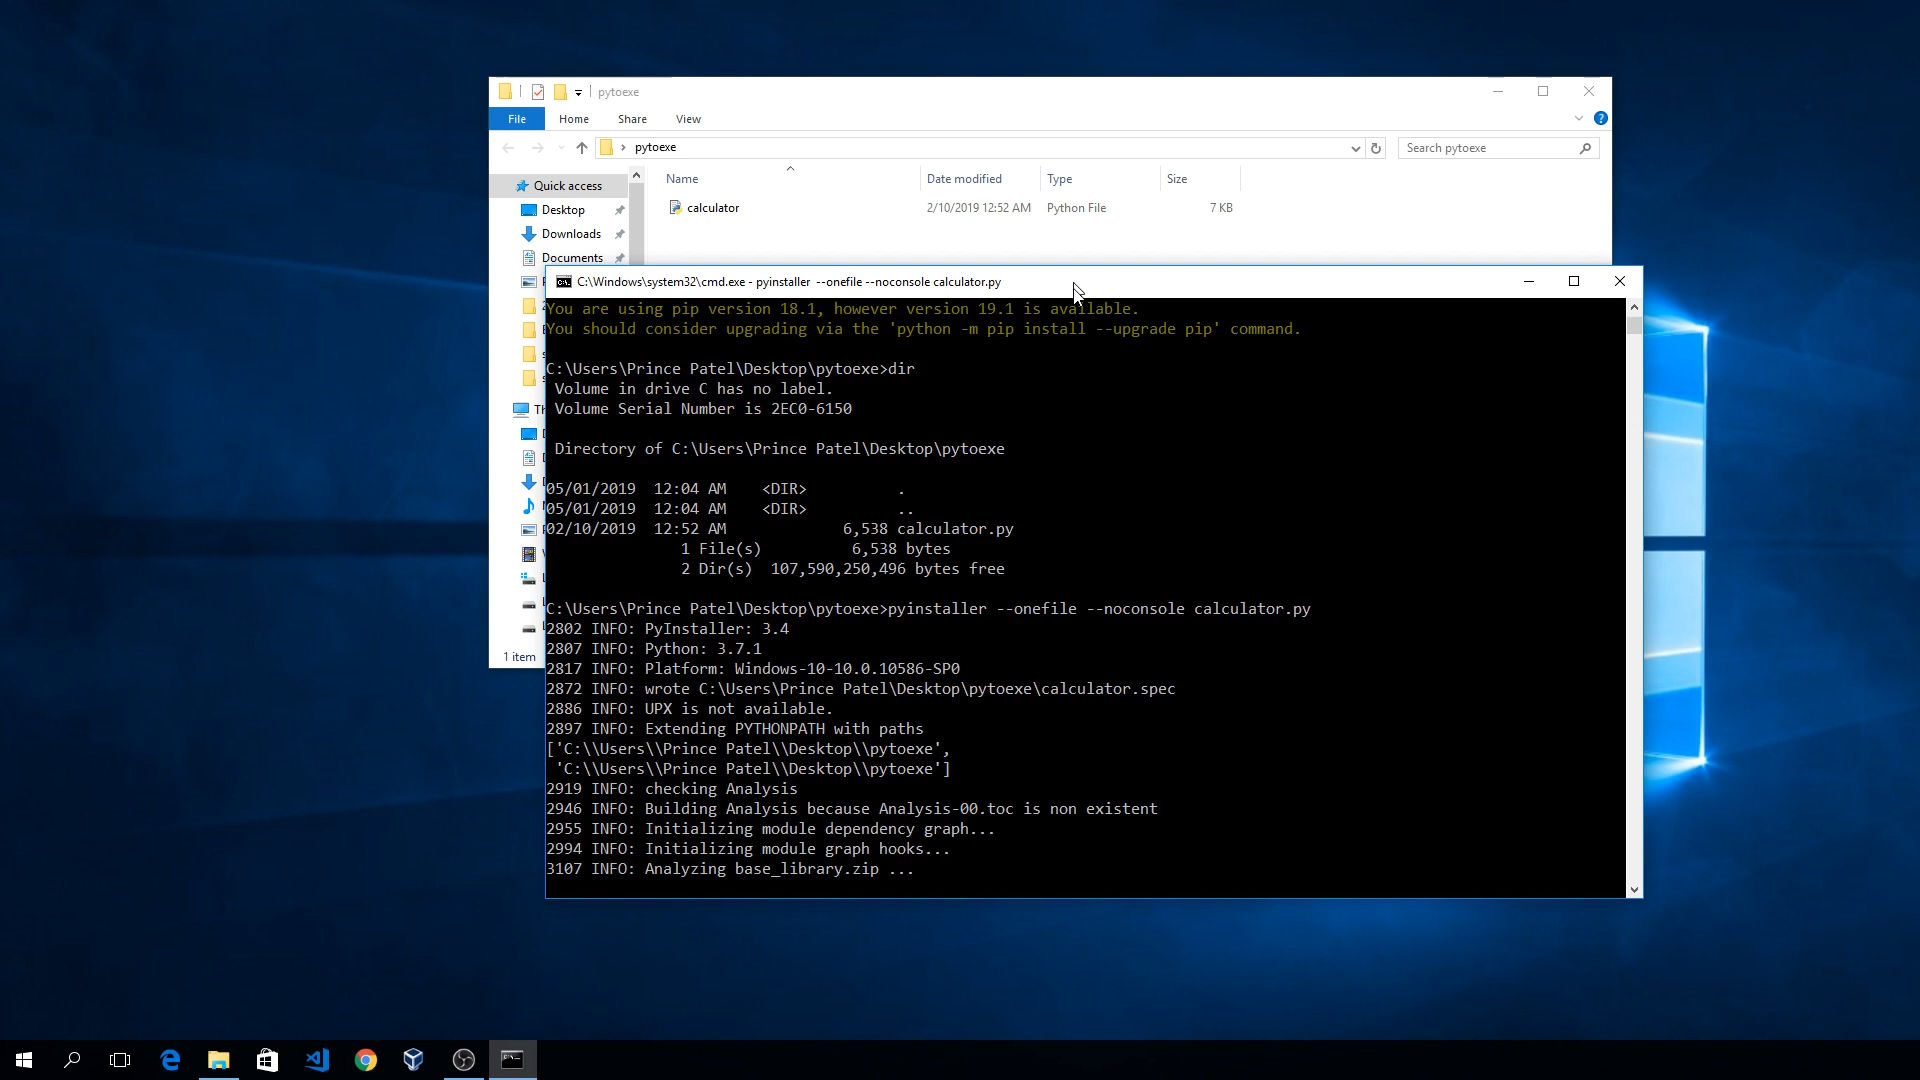 pytoexe
File Home Share View
pytoexe
Search pytoexe
Name Date modified Type Size
Quick access
Desktop
Downloads
Documents
calculator 2/10/2019 12:52 AM Python File 7 KB
1 item
C:\Windows\system32\cmd.exe - pyinstaller --onefile --noconsole calculator.py
You are using pip version 18.1, however version 19.1 is available.
You should consider upgrading via the 'python -m pip install --upgrade pip' command.
C:\Users\Prince Patel\Desktop\pytoexe>dir
Volume in drive C has no label.
Volume Serial Number is 2EC0-6150
Directory of C:\Users\Prince Patel\Desktop\pytoexe
05/01/2019 12:04 AM <DIR> .
05/01/2019 12:04 AM <DIR> ..
02/10/2019 12:52 AM 6,538 calculator.py
1 File(s) 6,538 bytes
2 Dir(s) 107,590,250,496 bytes free
C:\Users\Prince Patel\Desktop\pytoexe>pyinstaller --onefile --noconsole calculator.py
2802 INFO: PyInstaller: 3.4
2807 INFO: Python: 3.7.1
2817 INFO: Platform: Windows-10-10.0.10586-SP0
2872 INFO: wrote C:\Users\Prince Patel\Desktop\pytoexe\calculator.spec
2886 INFO: UPX is not available.
2897 INFO: Extending PYTHONPATH with paths
['C:\\Users\\Prince Patel\\Desktop\\pytoexe',
'C:\\Users\\Prince Patel\\Desktop\\pytoexe']
2919 INFO: checking Analysis
2946 INFO: Building Analysis because Analysis-00.toc is non existent
2955 INFO: Initializing module dependency graph...
2994 INFO: Initializing module graph hooks...
3107 INFO: Analyzing base_library.zip ...